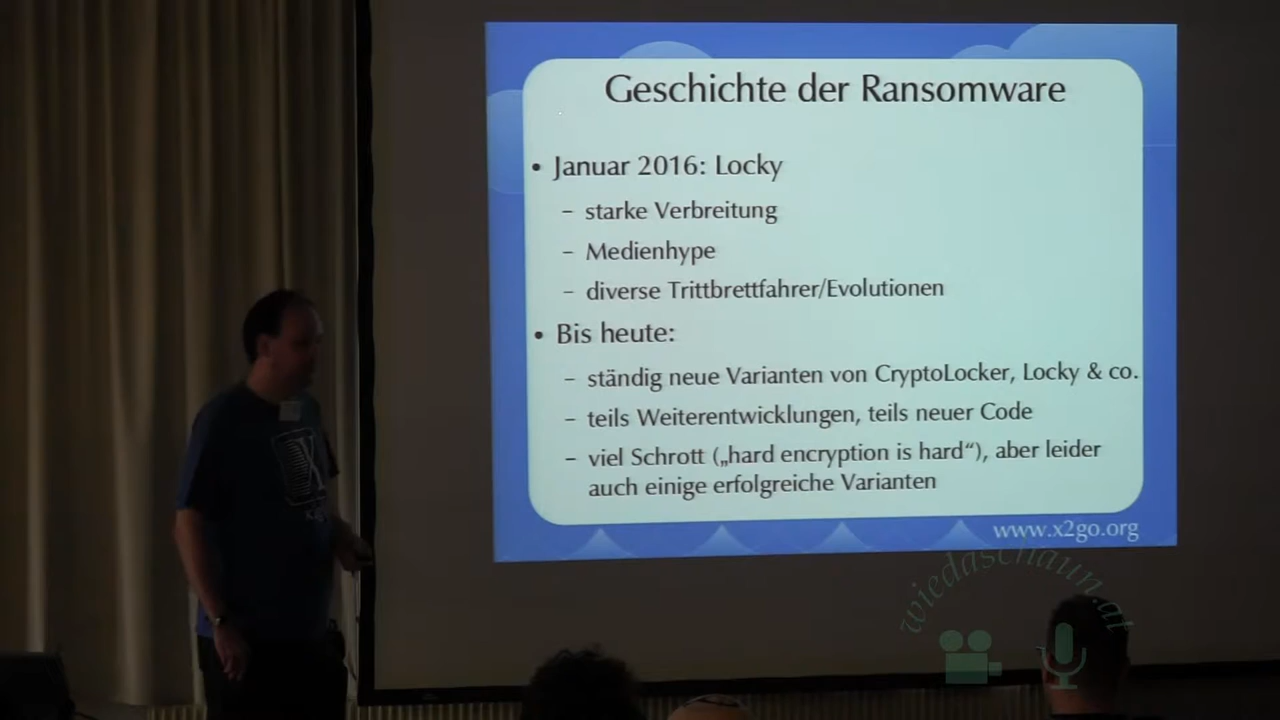 Geschichte der Ransomware
• Januar 2016: Locky
– starke Verbreitung
– Medienhype
– diverse Trittbrettfahrer/Evolutionen
• Bis heute:
– ständig neue Varianten von CryptoLocker, Locky & co.
– teils Weiterentwicklungen, teils neuer Code
– viel Schrott („hard encryption is hard“), aber leider
auch einige erfolgreiche Varianten
www.x2go.org
wiedaschaun.at
X